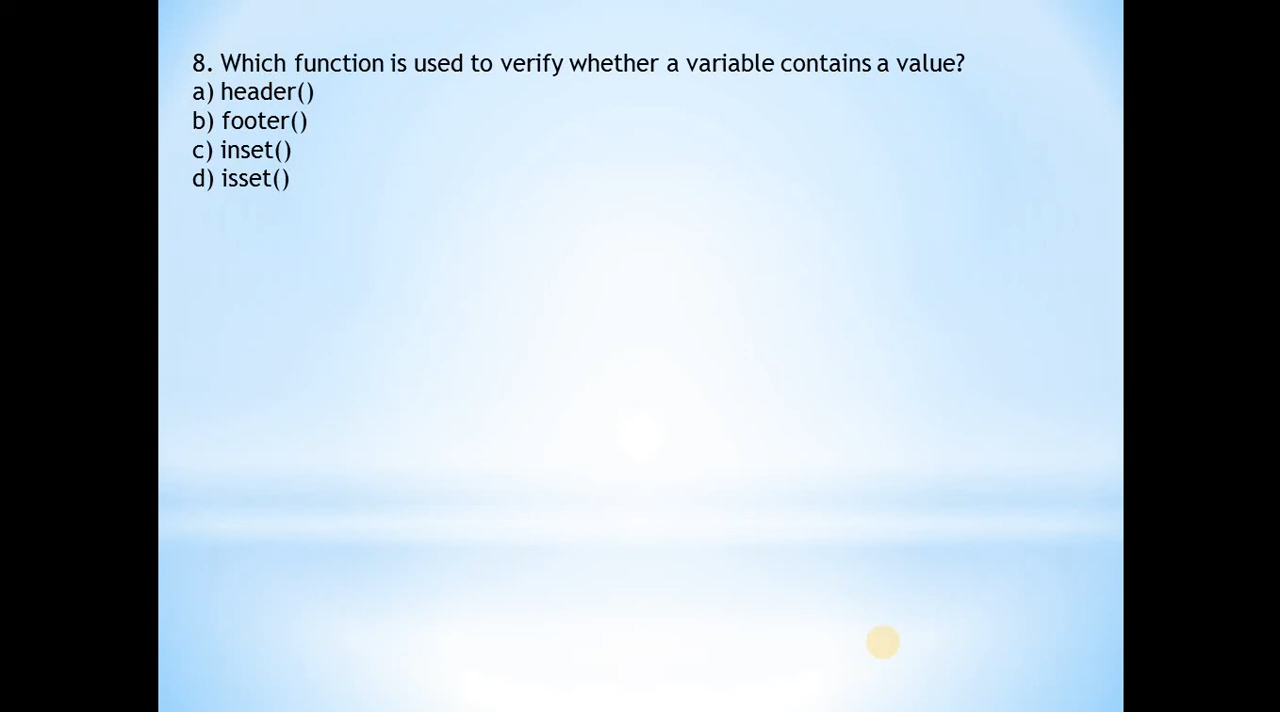 8. Which function is used to verify whether a variable contains a value?
a) header()
b) footer()
c) inset()
d) isset()